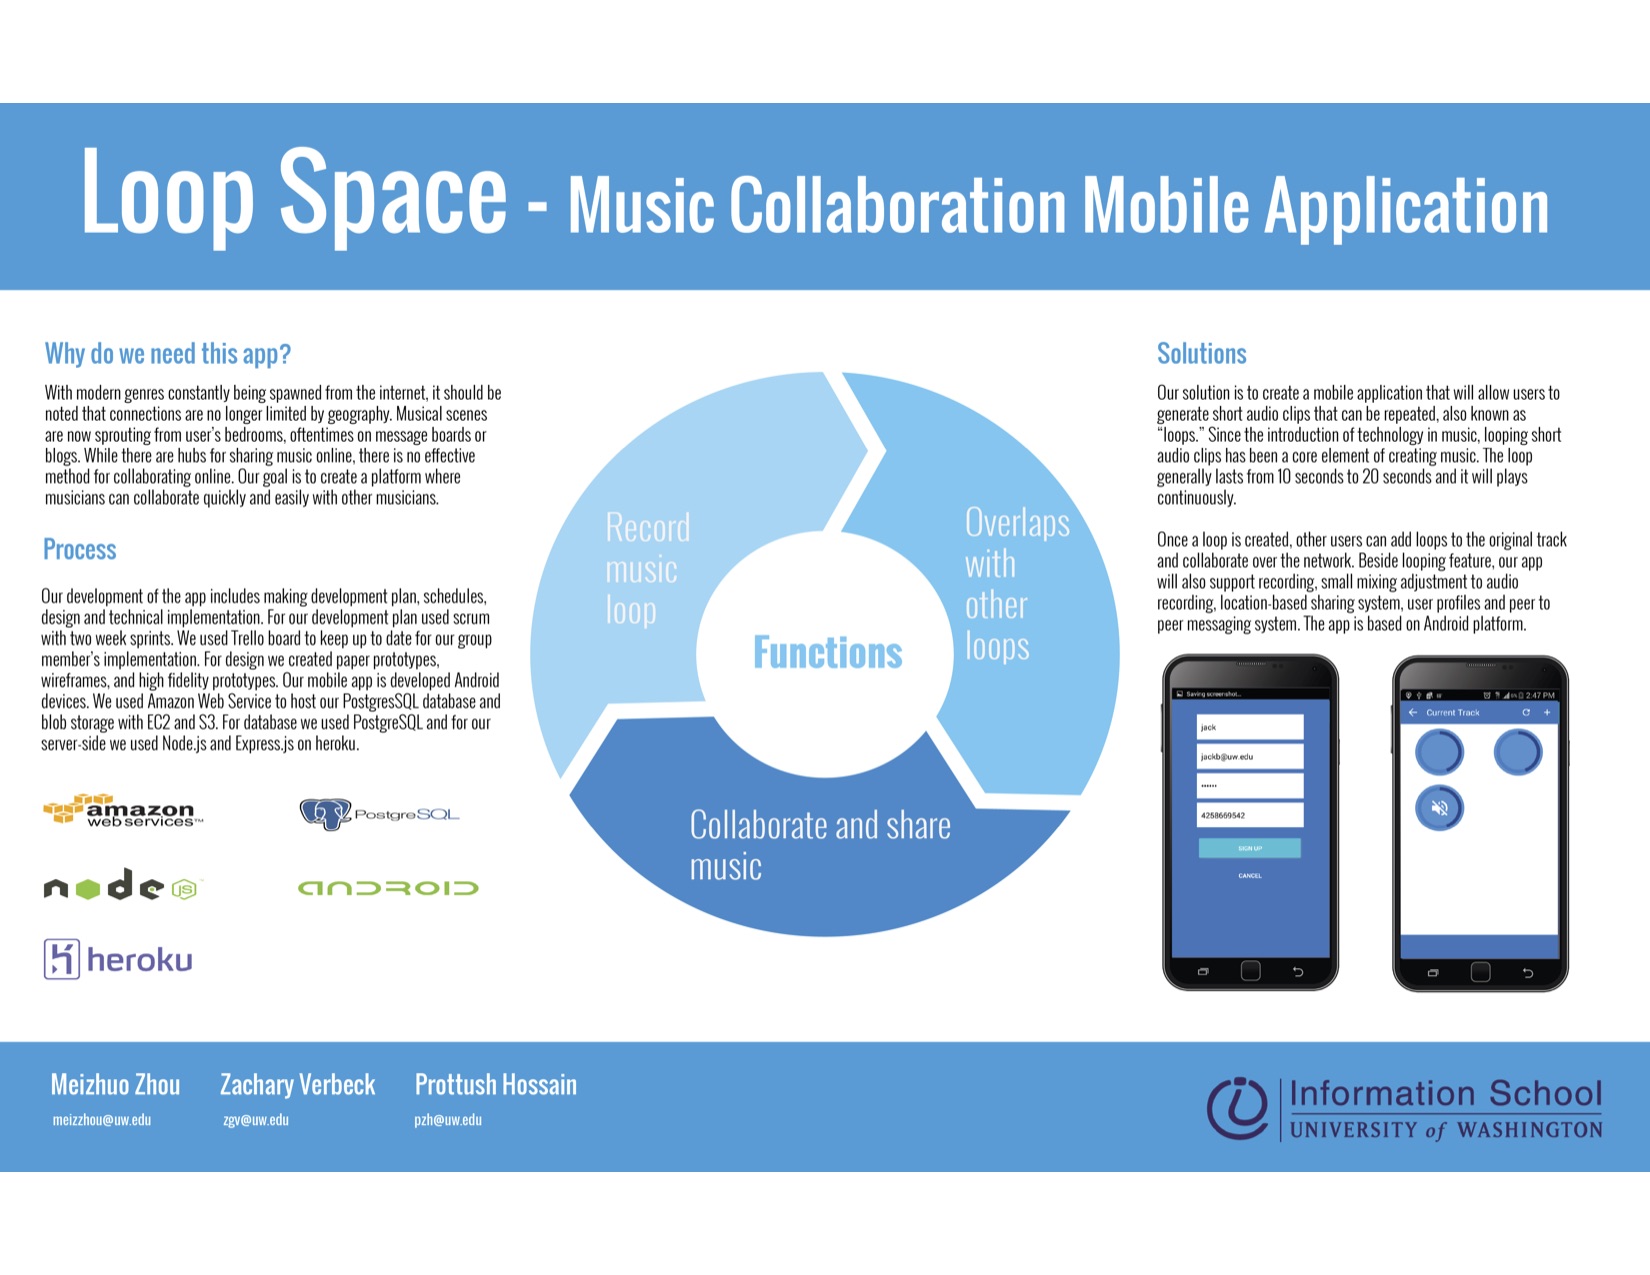 Loop Space - Music Collaboration Mobile Application
Why do we need this app?
With modern genres constantly being spawned from the internet, it should be
noted that connections are no longer limited by geography. Musical scenes
are now sprouting from user's bedrooms, oftentimes on message boards or
blogs. While there are hubs for sharing music online, there is no effective
method for collaborating online. Our goal is to create a platform where
musicians can collaborate quickly and easily with other musicians.
Process
Our development of the app includes making development plan, schedules,
design and technical implementation. For our development plan used scrum
with two week sprints. We used Trello board to keep up to date for our group
member's implementation. For design we created paper prototypes,
wireframes, and high fidelity prototypes. Our mobile app is developed Android
devices. We used Amazon Web Service to host our PostgresSQL database and
blob storage with EC2 and S3. For database we used PostgreSQL and for our
server-side we used Node.js and Express.js on heroku.
amazon
web services™
PostgreSQL
node JS™
ANDROID
heroku
Record
music
loop
Overlaps
with
other
loops
Functions
Collaborate and share
music
Solutions
Our solution is to create a mobile application that will allow users to
generate short audio clips that can be repeated, also known as
“loops.” Since the introduction of technology in music, looping short
audio clips has been a core element of creating music. The loop
generally lasts from 10 seconds to 20 seconds and it will plays
continuously.
Once a loop is created, other users can add loops to the original track
and collaborate over the network. Beside looping feature, our app
will also support recording, small mixing adjustment to audio
recording, location-based sharing system, user profiles and peer to
peer messaging system. The app is based on Android platform.
Saving screenshot...
jack
jackb@uw.edu
······
4258669542
SIGN UP
CANCEL
2:47 PM
Current Track
Meizhuo Zhou
meizzhou@uw.edu
Zachary Verbeck
zgv@uw.edu
Prottush Hossain
pzh@uw.edu
Information School
UNIVERSITY of WASHINGTON